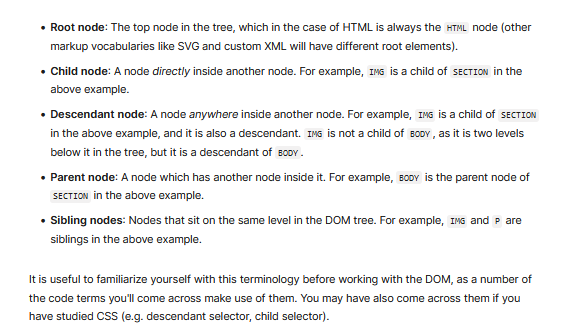 • Root node: The top node in the tree, which in the case of HTML is always the HTML node (other
markup vocabularies like SVG and custom XML will have different root elements).
• Child node: A node directly inside another node. For example, IMG is a child of SECTION in the
above example.
• Descendant node: A node anywhere inside another node. For example, IMG is a child of SECTION
in the above example, and it is also a descendant. IMG is not a child of BODY, as it is two levels
below it in the tree, but it is a descendant of BODY.
• Parent node: A node which has another node inside it. For example, BODY is the parent node of
SECTION in the above example.
• Sibling nodes: Nodes that sit on the same level in the DOM tree. For example, IMG and P are
siblings in the above example.
It is useful to familiarize yourself with this terminology before working with the DOM, as a number of
the code terms you'll come across make use of them. You may have also come across them if you
have studied CSS (e.g. descendant selector, child selector).